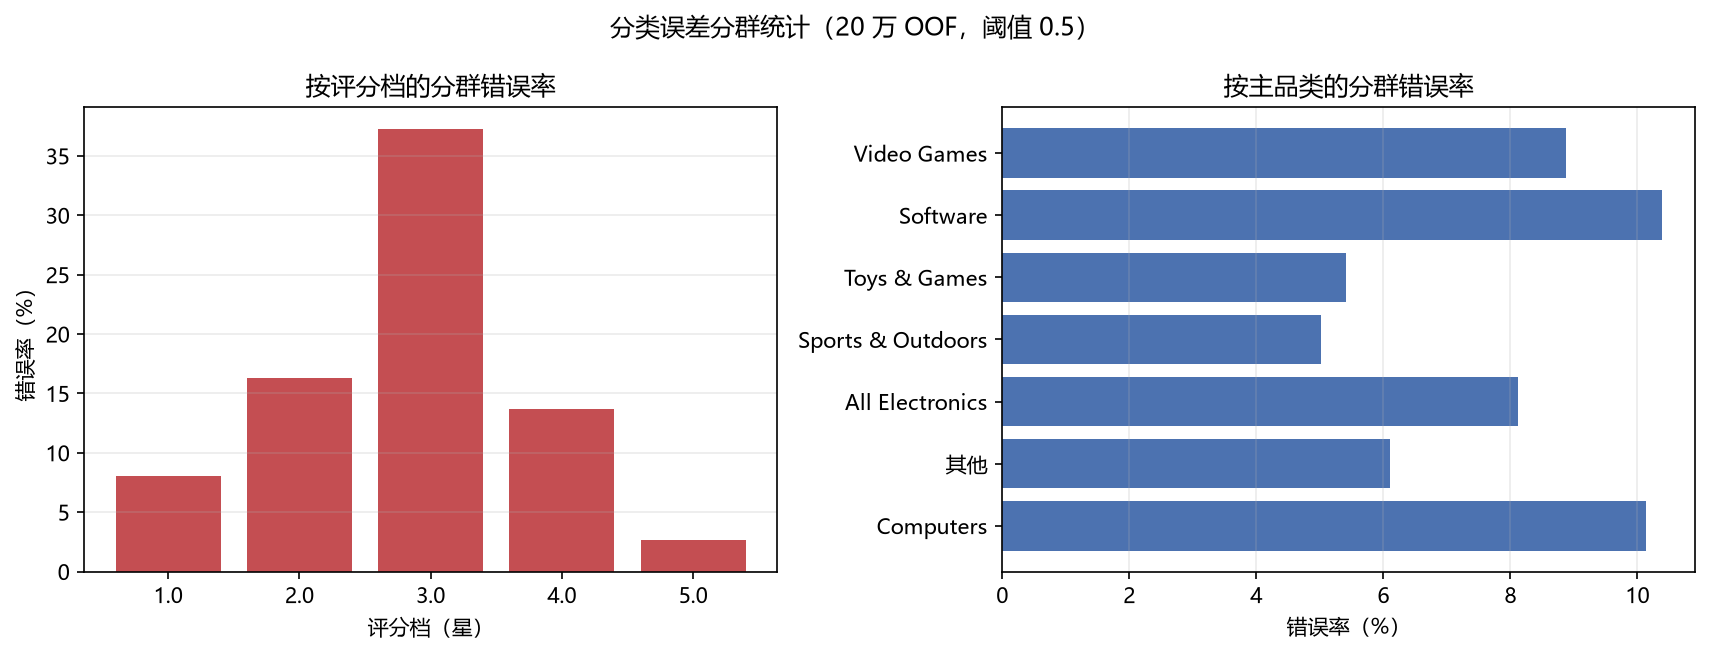 分类误差分群统计（20 万 OOF，阈值 0.5）
按评分档的分群错误率
错误率（%）
35
30
25
20
15
10
5
0
1.0 2.0 3.0 4.0 5.0
评分档（星）
按主品类的分群错误率
Video Games
Software
Toys & Games
Sports & Outdoors
All Electronics
其他
Computers
0 2 4 6 8 10
错误率（%）